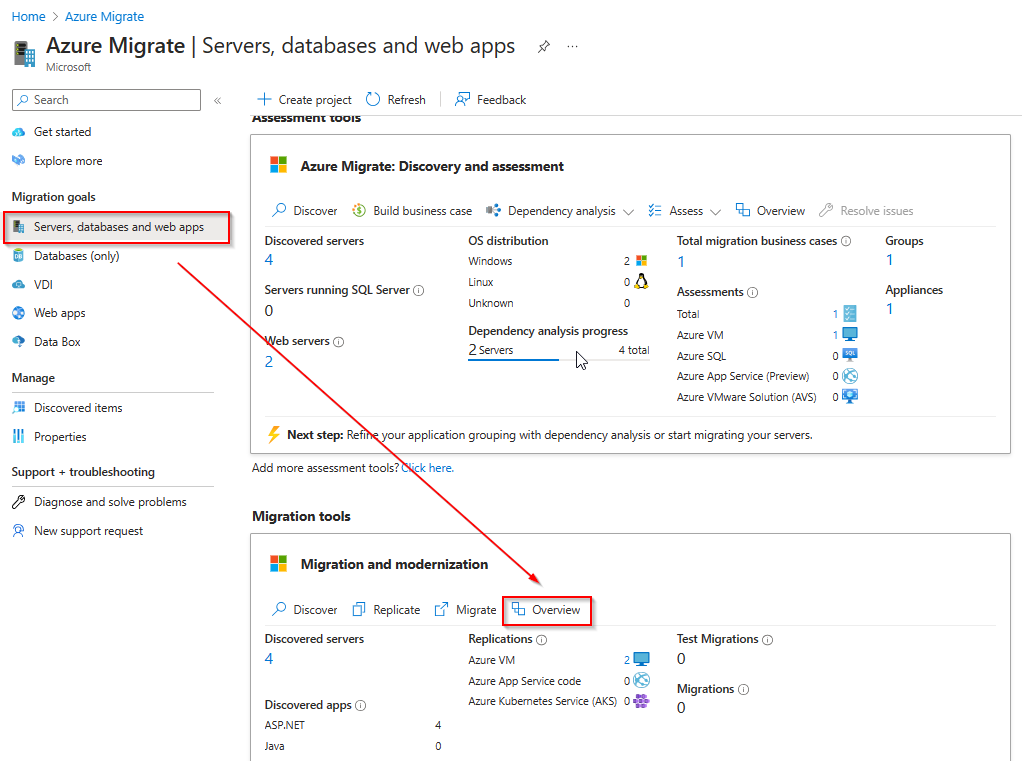 Home > Azure Migrate
Azure Migrate | Servers, databases and web apps ...
Microsoft
Search «
Get started
Explore more
Migration goals
Servers, databases and web apps
Databases (only)
VDI
Web apps
Data Box
Manage
Discovered items
Properties
Support + troubleshooting
Diagnose and solve problems
New support request
Create project Refresh Feedback
Assessment tools
Azure Migrate: Discovery and assessment
Discover Build business case Dependency analysis Assess Overview Resolve issues
Discovered servers
4
Servers running SQL Server
0
Web servers
2
OS distribution
Windows 2
Linux 0
Unknown 0
Dependency analysis progress
2 Servers 4 total
Total migration business cases
1
Assessments
Total 1
Azure VM 1
Azure SQL 0 SQL
Azure App Service (Preview) 0
Azure VMware Solution (AVS) 0
Groups
1
Appliances
1
Next step: Refine your application grouping with dependency analysis or start migrating your servers.
Add more assessment tools? Click here.
Migration tools
Migration and modernization
Discover Replicate Migrate Overview
Discovered servers
4
Discovered apps
ASP.NET 4
Java 0
Replications
Azure VM 2
Azure App Service code 0
Azure Kubernetes Service (AKS) 0
Test Migrations
0
Migrations
0